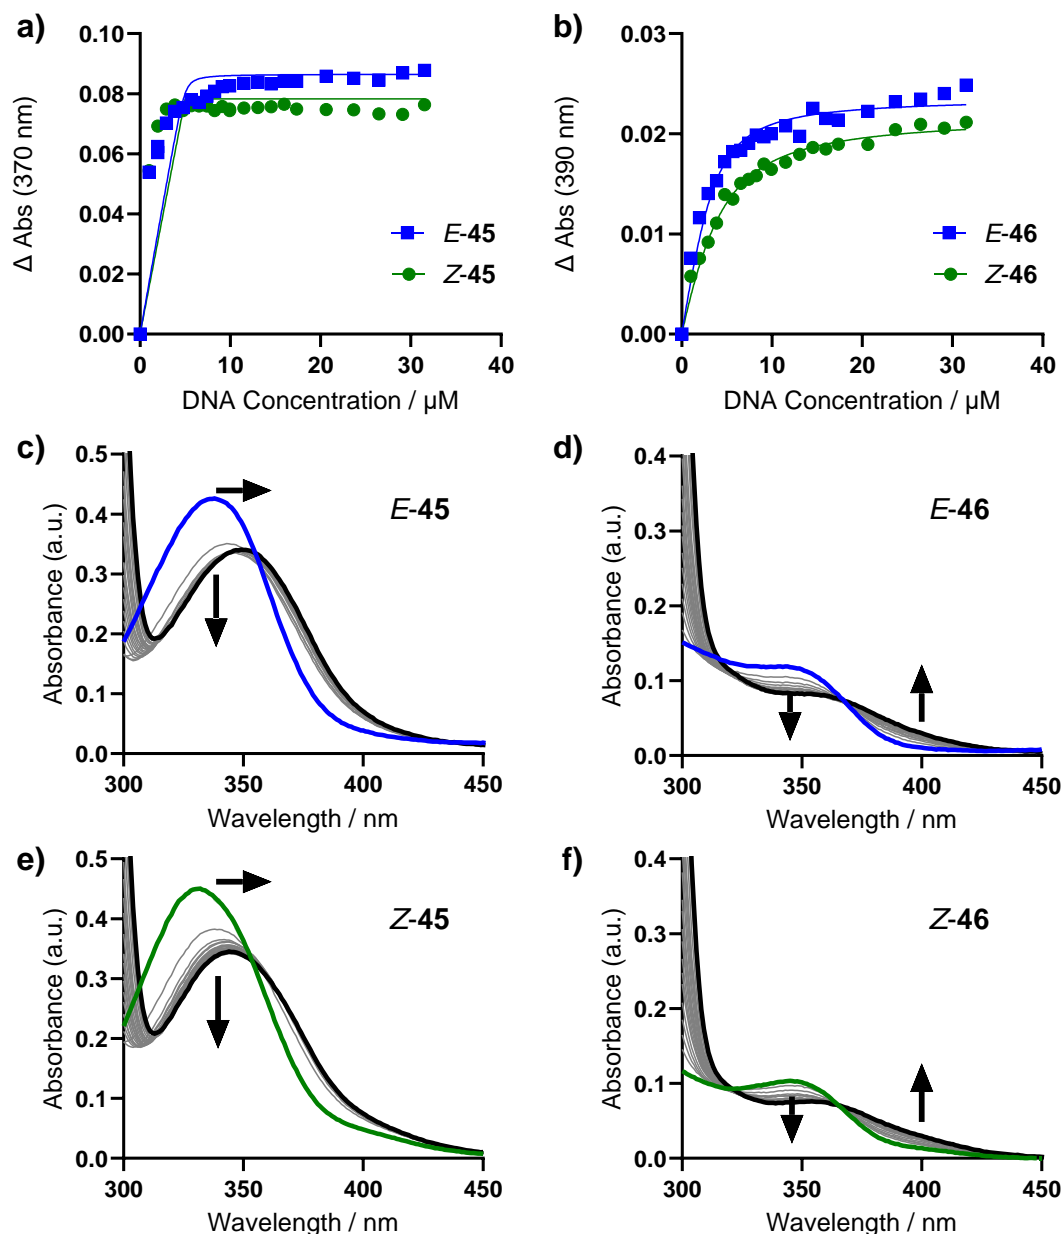 a)
Δ Abs (370 nm)
0.10
0.08
0.06
0.04
0.02
0.00
E-45
Z-45
0 10 20 30 40
DNA Concentration / μM
b)
Δ Abs (390 nm)
0.03
0.02
0.01
0.00
E-46
Z-46
0 10 20 30 40
DNA Concentration / μM
c)
Absorbance (a.u.)
0.5
0.4
0.3
0.2
0.1
0.0
E-45
300 350 400 450
Wavelength / nm
d)
Absorbance (a.u.)
0.4
0.3
0.2
0.1
0.0
E-46
300 350 400 450
Wavelength / nm
e)
Absorbance (a.u.)
0.5
0.4
0.3
0.2
0.1
0.0
Z-45
300 350 400 450
Wavelength / nm
f)
Absorbance (a.u.)
0.4
0.3
0.2
0.1
0.0
Z-46
300 350 400 450
Wavelength / nm